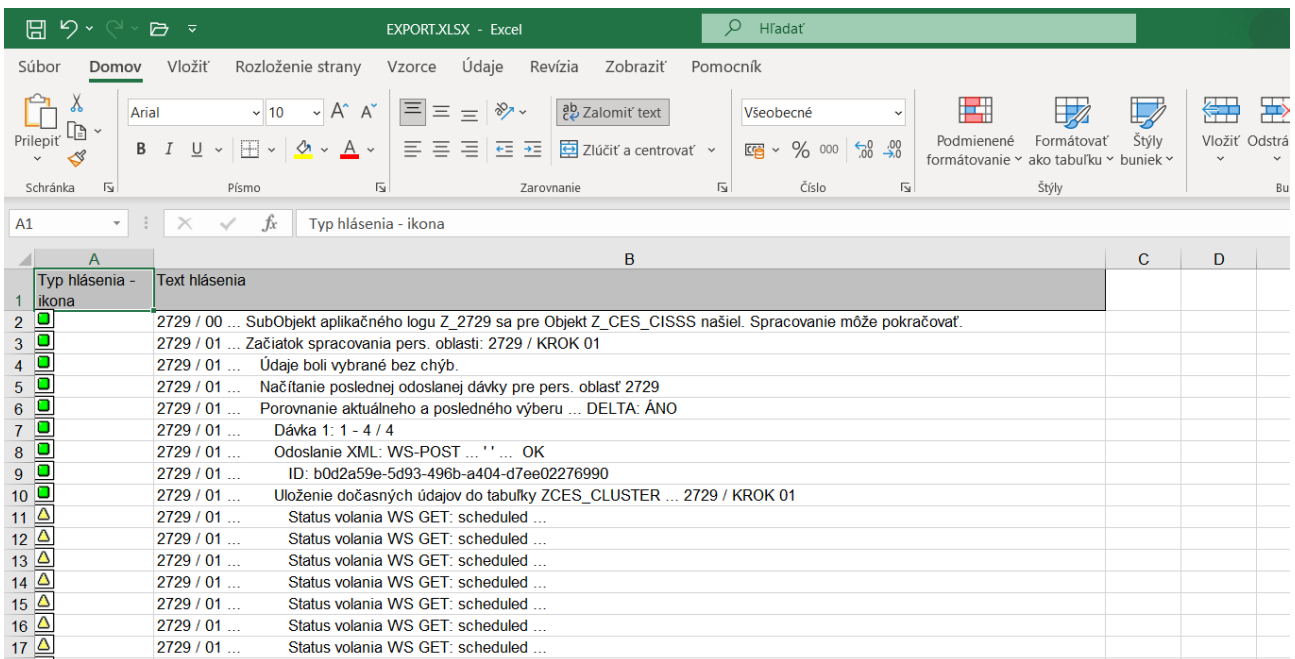 EXPORT.XLSX - Excel
Hľadať
Súbor Domov Vložiť Rozloženie strany Vzorce Údaje Revízia Zobraziť Pomocník
Prilepiť
Arial 10 A A
Zalomiť text
Všeobecné
B I U A
Zlúčiť a centrovať
% 000
Podmienené formátovanie
Formátovať ako tabuľku
Štýly buniek
Vložiť Odstrá
Schránka Písmo Zarovnanie Číslo Štýly Bu
A1 fx Typ hlásenia - ikona
A B C D
Typ hlásenia - Text hlásenia
1 ikona
2 2729 / 00 ... SubObjekt aplikačného logu Z_2729 sa pre Objekt Z_CES_CISSS našiel. Spracovanie môže pokračovať.
3 2729 / 01 ... Začiatok spracovania pers. oblasti: 2729 / KROK 01
4 2729 / 01 ... Údaje boli vybrané bez chýb.
5 2729 / 01 ... Načítanie poslednej odoslanej dávky pre pers. oblasť 2729
6 2729 / 01 ... Porovnanie aktuálneho a posledného výberu ... DELTA: ÁNO
7 2729 / 01 ... Dávka 1: 1 - 4 / 4
8 2729 / 01 ... Odoslanie XML: WS-POST ... ' ' ... OK
9 2729 / 01 ... ID: b0d2a59e-5d93-496b-a404-d7ee02276990
10 2729 / 01 ... Uloženie dočasných údajov do tabuľky ZCES_CLUSTER ... 2729 / KROK 01
11 2729 / 01 ... Status volania WS GET: scheduled ...
12 2729 / 01 ... Status volania WS GET: scheduled ...
13 2729 / 01 ... Status volania WS GET: scheduled ...
14 2729 / 01 ... Status volania WS GET: scheduled ...
15 2729 / 01 ... Status volania WS GET: scheduled ...
16 2729 / 01 ... Status volania WS GET: scheduled ...
17 2729 / 01 ... Status volania WS GET: scheduled ...